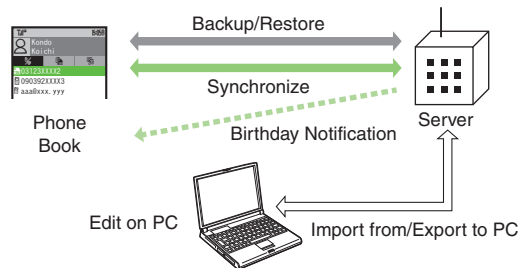 Backup/Restore
Kondo
Koichi
03123XXXX2
090392XXXX3
aaa@xxx.yyy
Synchronize
Phone
Book
Birthday Notification
Server
Edit on PC
Import from/Export to PC